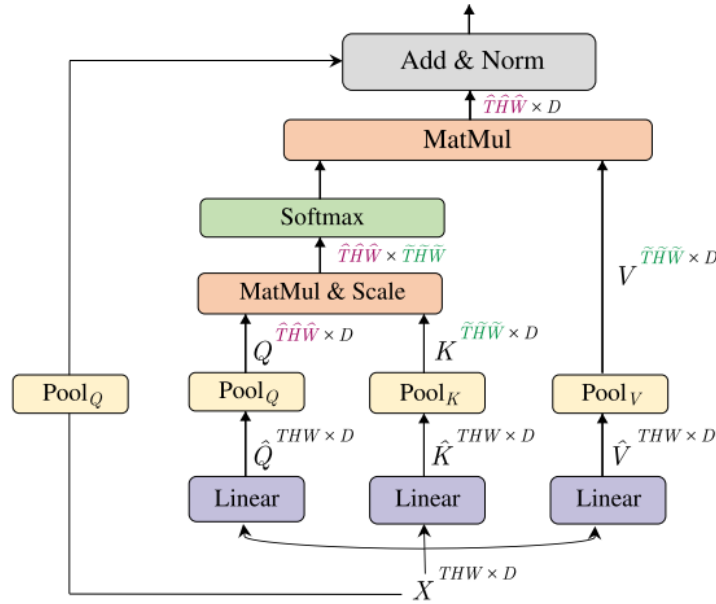 Add & Norm
T̂ĤŴ × D
MatMul
Softmax
T̂ĤŴ × T̃H̃W̃
V T̃H̃W̃ × D
MatMul & Scale
Q T̂ĤŴ × D K T̃H̃W̃ × D
Pool_Q Pool_Q Pool_K Pool_V
Q̂ THW × D K̂ THW × D V̂ THW × D
Linear Linear Linear
X THW × D